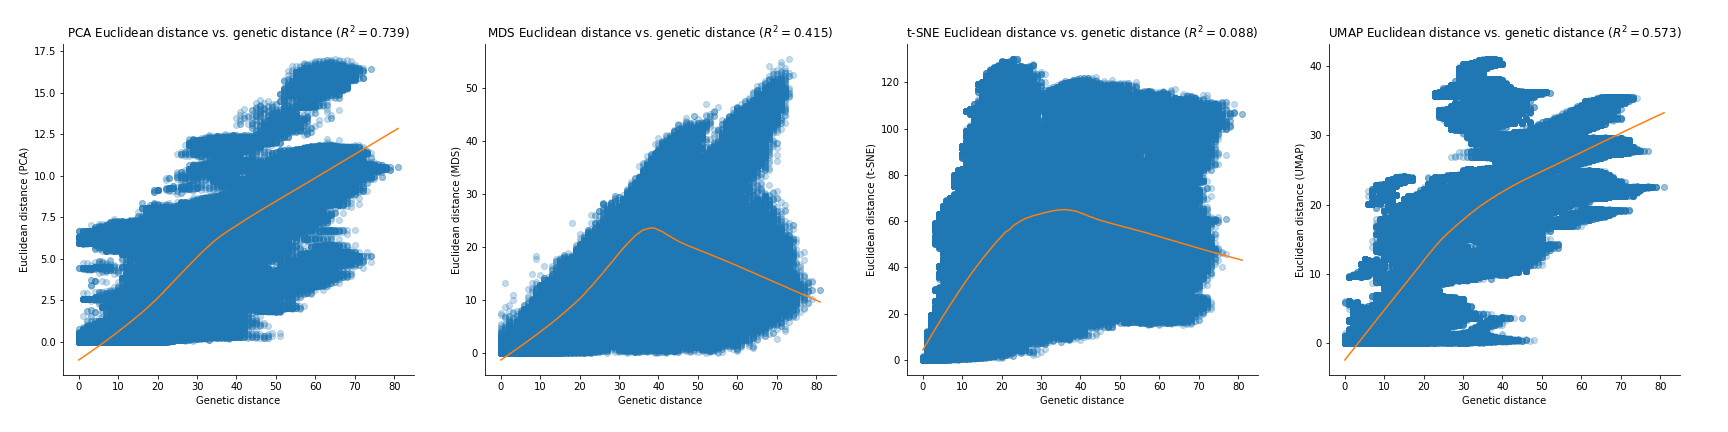 PCA Euclidean distance vs. genetic distance (R² = 0.739)
17.5
15.0
12.5
10.0
7.5
5.0
2.5
0.0
Euclidean distance (PCA)
0 10 20 30 40 50 60 70 80
Genetic distance
MDS Euclidean distance vs. genetic distance (R² = 0.415)
50
40
30
20
10
0
Euclidean distance (MDS)
0 10 20 30 40 50 60 70 80
Genetic distance
t-SNE Euclidean distance vs. genetic distance (R² = 0.088)
120
100
80
60
40
20
0
Euclidean distance (t-SNE)
0 10 20 30 40 50 60 70 80
Genetic distance
UMAP Euclidean distance vs. genetic distance (R² = 0.573)
40
30
20
10
0
Euclidean distance (UMAP)
0 10 20 30 40 50 60 70 80
Genetic distance